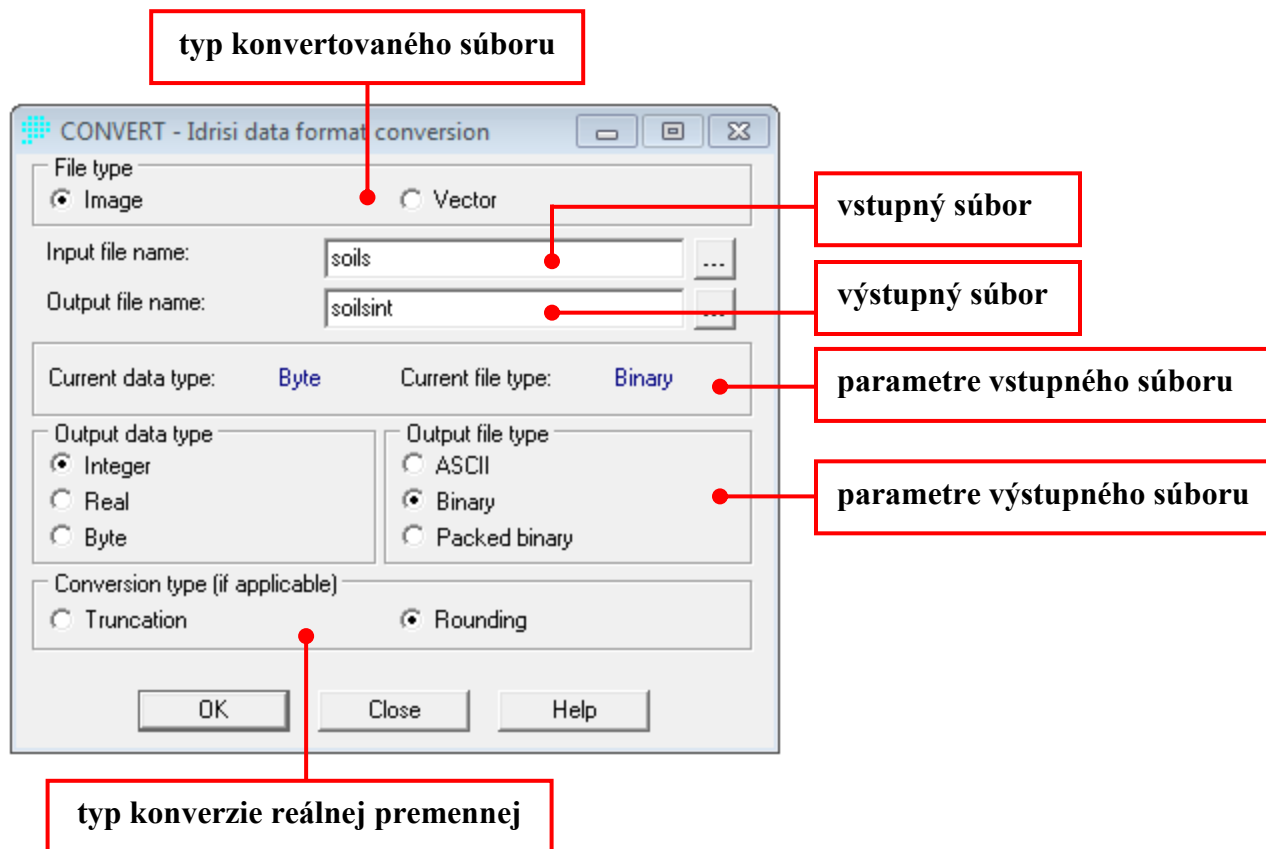 typ konvertovaného súboru
CONVERT - Idrisi data format conversion
File type
Image
Vector
vstupný súbor
Input file name:
soils
...
výstupný súbor
Output file name:
soilsint
...
Current data type:
Byte
Current file type:
Binary
parametre vstupného súboru
Output data type
Output file type
Integer
ASCII
Real
Binary
parametre výstupného súboru
Byte
Packed binary
Conversion type (if applicable)
Truncation
Rounding
OK
Close
Help
typ konverzie reálnej premennej